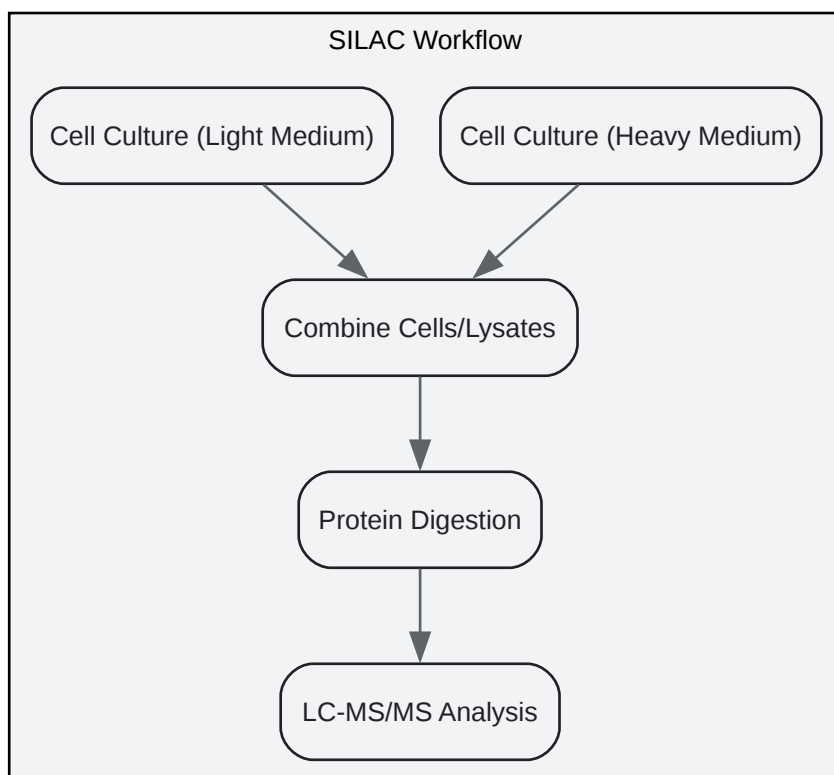 SILAC Workflow
Cell Culture (Light Medium)
Cell Culture (Heavy Medium)
Combine Cells/Lysates
Protein Digestion
LC-MS/MS Analysis